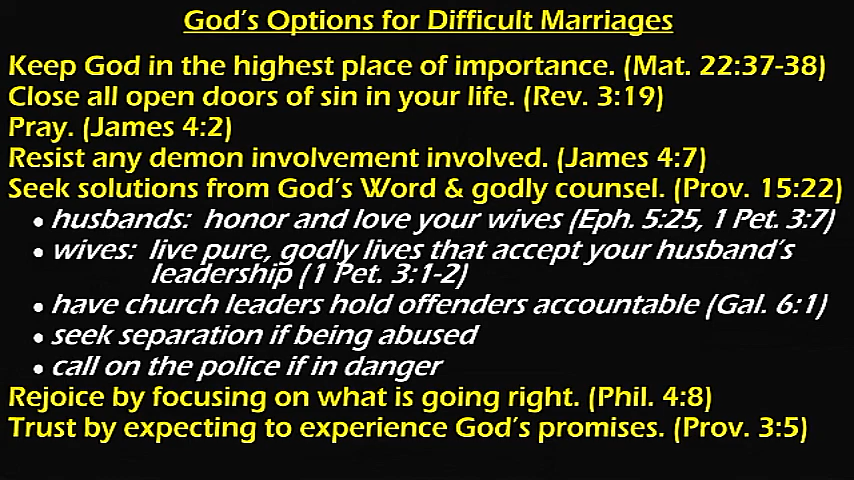 God's Options for Difficult Marriages
Keep God in the highest place of importance. (Mat. 22:37-38)
Close all open doors of sin in your life. (Rev. 3:19)
Pray. (James 4:2)
Resist any demon involvement involved. (James 4:7)
Seek solutions from God's Word & godly counsel. (Prov. 15:22)
• husbands: honor and love your wives (Eph. 5:25, 1 Pet. 3:7)
• wives: live pure, godly lives that accept your husband's
leadership (1 Pet. 3:1-2)
• have church leaders hold offenders accountable (Gal. 6:1)
• seek separation if being abused
• call on the police if in danger
Rejoice by focusing on what is going right. (Phil. 4:8)
Trust by expecting to experience God's promises. (Prov. 3:5)